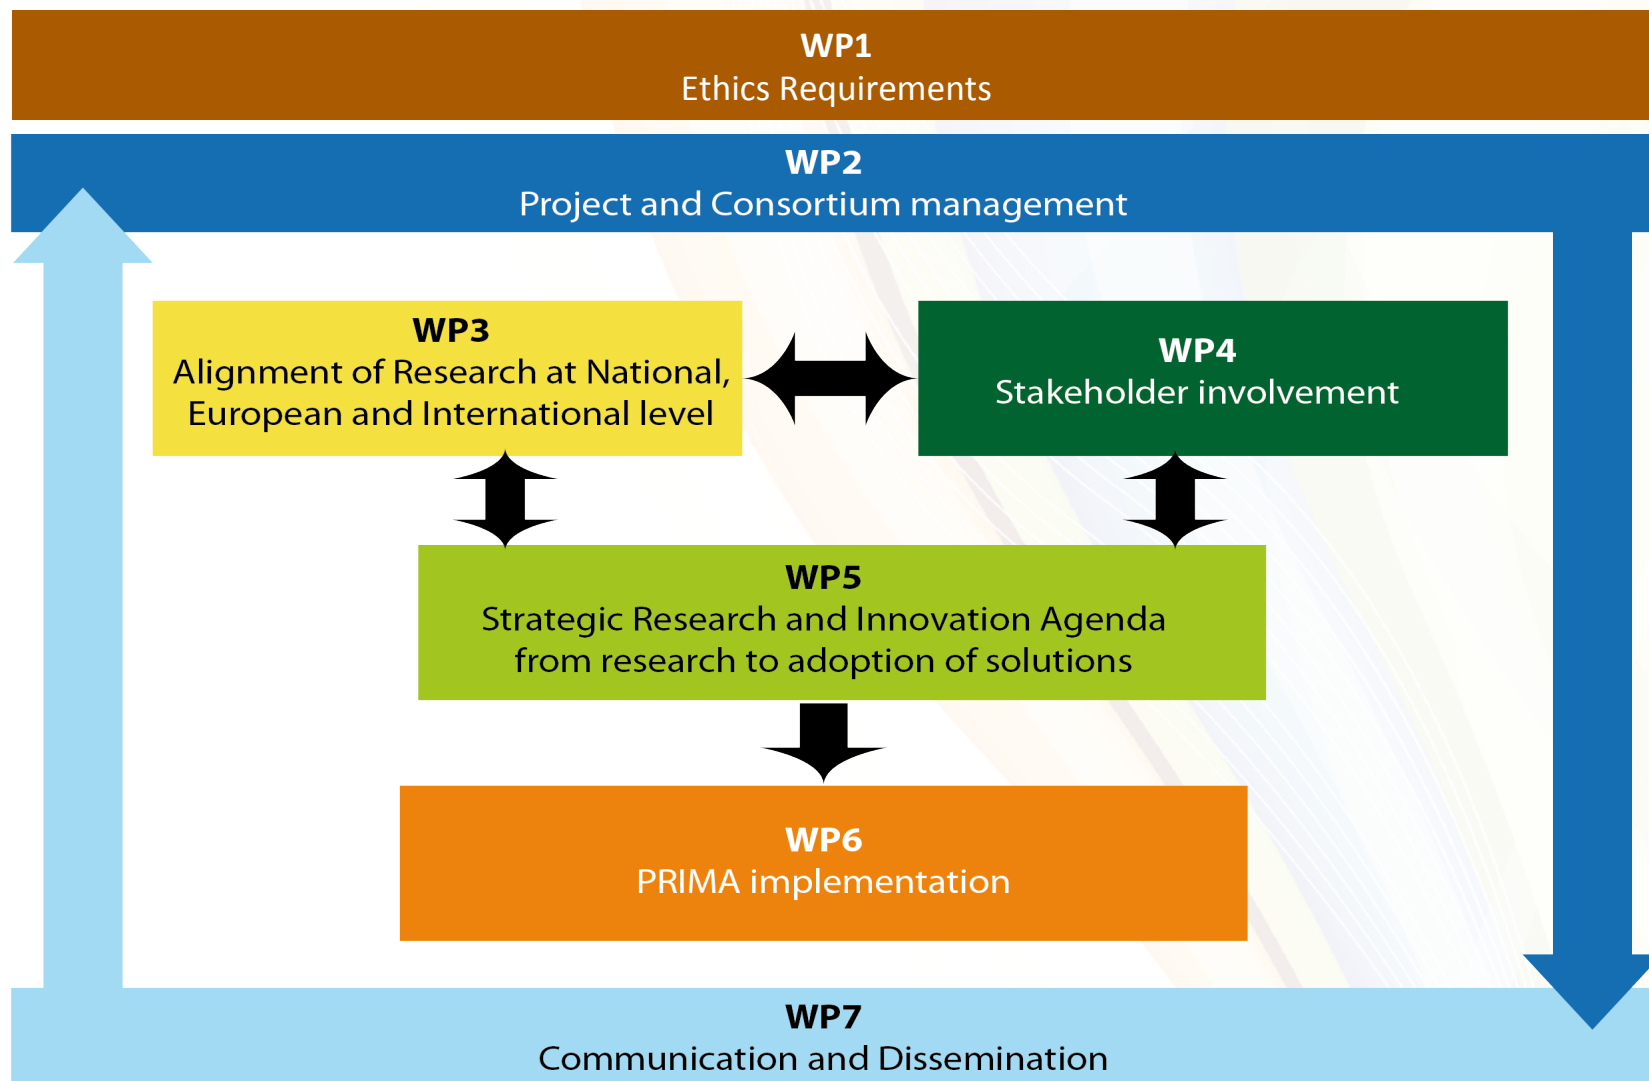 WP1
Ethics Requirements
WP2
Project and Consortium management
WP3
Alignment of Research at National,
European and International level
WP4
Stakeholder involvement
WP5
Strategic Research and Innovation Agenda
from research to adoption of solutions
WP6
PRIMA implementation
WP7
Communication and Dissemination